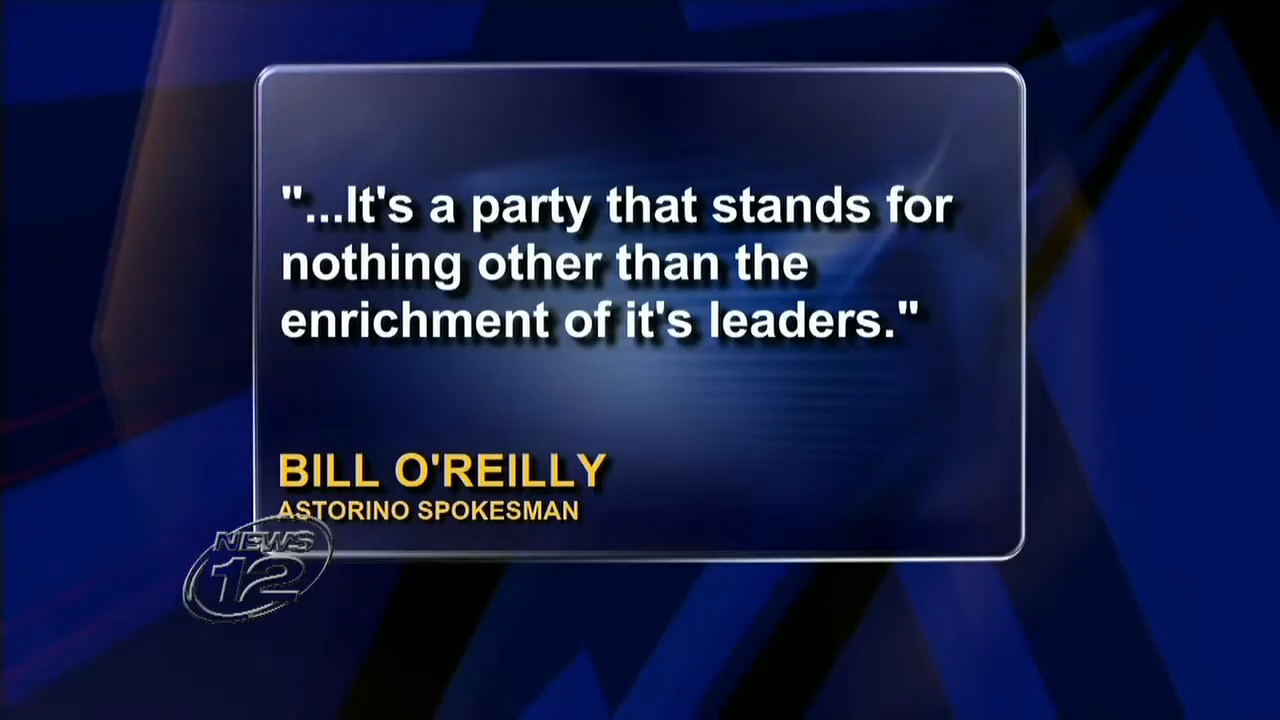 "...It's a party that stands for
nothing other than the
enrichment of it's leaders."
BILL O'REILLY
ASTORINO SPOKESMAN
NEWS
12